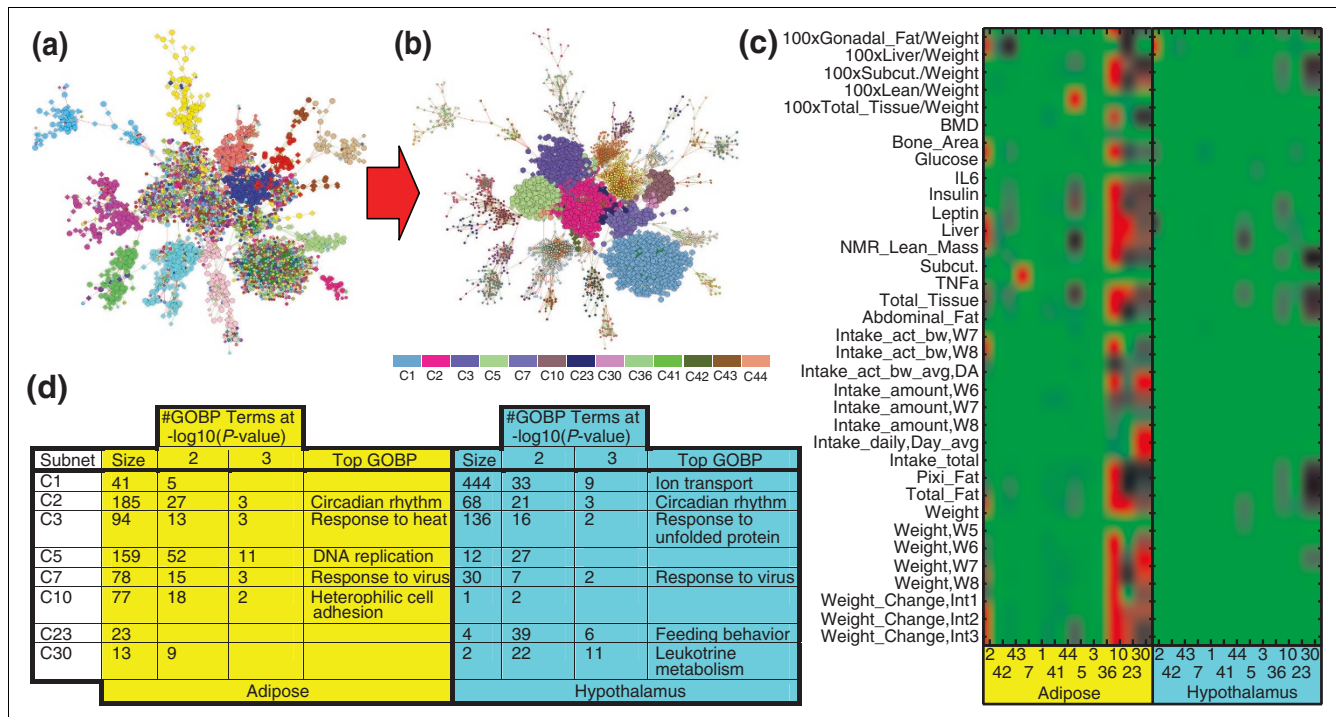 (a)
(b)
C1 C2 C3 C5 C7 C10 C23 C30 C36 C41 C42 C43 C44
(c)
100xGonadal_Fat/Weight
100xLiver/Weight
100xSubcut./Weight
100xLean/Weight
100xTotal_Tissue/Weight
BMD
Bone_Area
Glucose
IL6
Insulin
Leptin
Liver
NMR_Lean_Mass
Subcut.
TNFa
Total_Tissue
Abdominal_Fat
Intake_act_bw,W7
Intake_act_bw,W8
Intake_act_bw_avg,DA
Intake_amount,W6
Intake_amount,W7
Intake_amount,W8
Intake_daily,Day_avg
Intake_total
Pixi_Fat
Total_Fat
Weight
Weight,W5
Weight,W6
Weight,W7
Weight,W8
Weight_Change,Int1
Weight_Change,Int2
Weight_Change,Int3
2 43 1 44 3 10 30 2 43 1 44 3 10 30
42 7 41 5 36 23 42 7 41 5 36 23
Adipose Hypothalamus
(d)
#GOBP Terms at #GOBP Terms at
-log10(P-value) -log10(P-value)
Subnet Size 2 3 Top GOBP Size 2 3 Top GOBP
C1 41 5 444 33 9 Ion transport
C2 185 27 3 Circadian rhythm 68 21 3 Circadian rhythm
C3 94 13 3 Response to heat 136 16 2 Response to
unfolded protein
C5 159 52 11 DNA replication 12 27
C7 78 15 3 Response to virus 30 7 2 Response to virus
C10 77 18 2 Heterophilic cell 1 2
adhesion
C23 23 4 39 6 Feeding behavior
C30 13 9 2 22 11 Leukotrine
metabolism
Adipose Hypothalamus